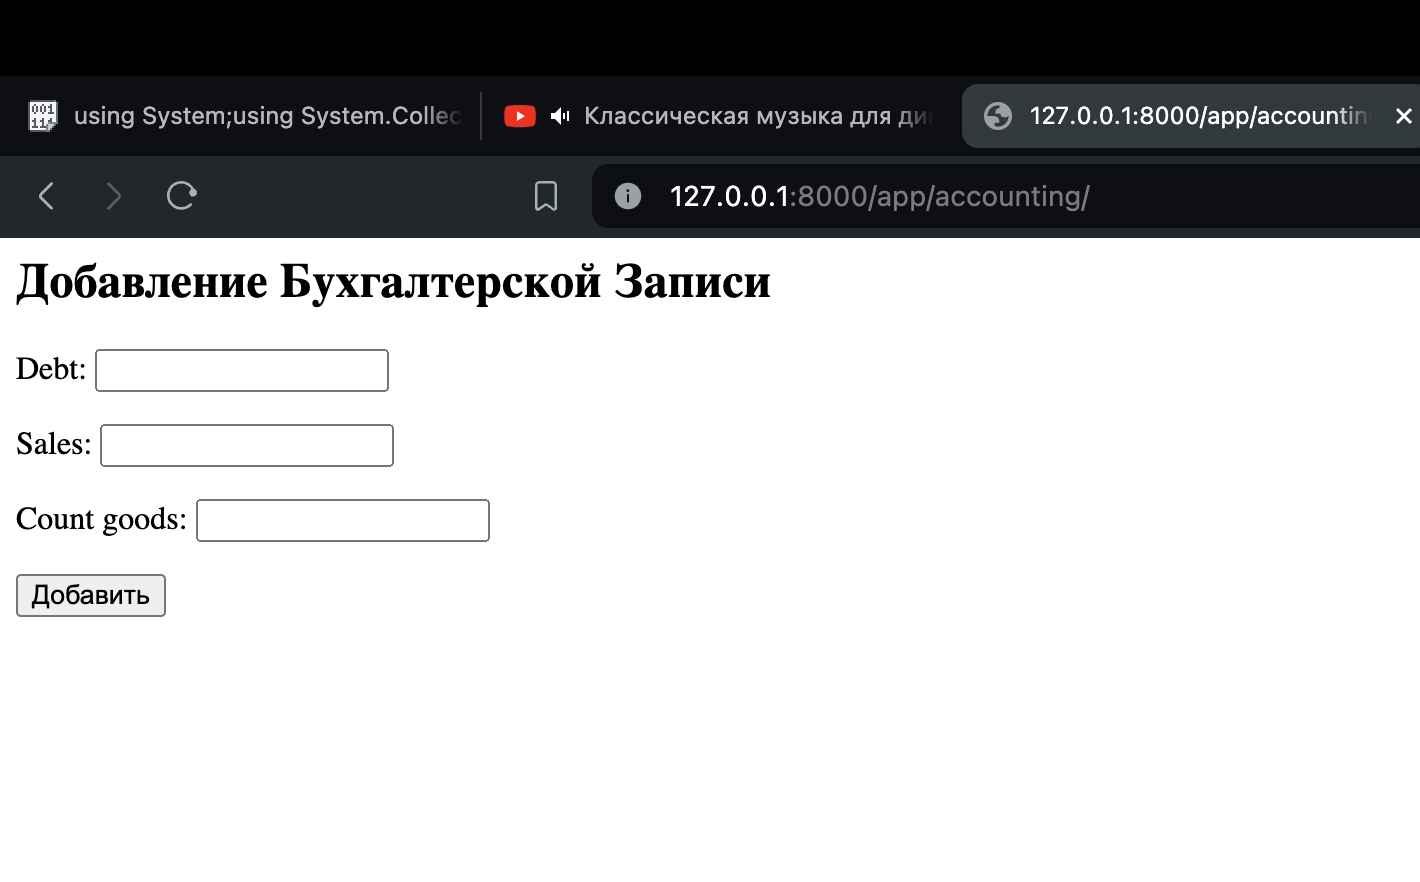 using System;using System.Collec
Классическая музыка для ди
127.0.0.1:8000/app/accountin
127.0.0.1:8000/app/accounting/
Добавление Бухгалтерской Записи
Debt:
Sales:
Count goods:
Добавить